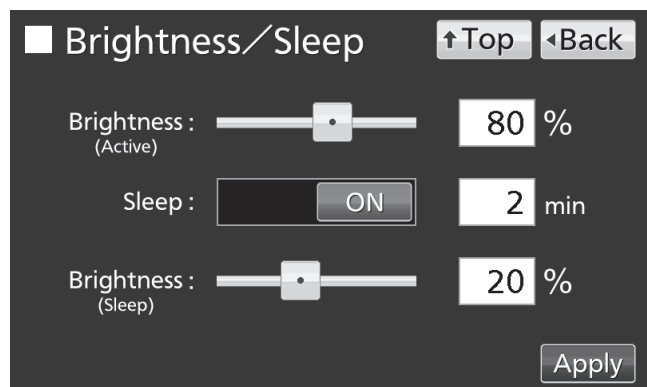 Brightness／Sleep ↑Top ◂Back
Brightness : 80 %
(Active)
Sleep : ON 2 min
Brightness : 20 %
(Sleep)
Apply